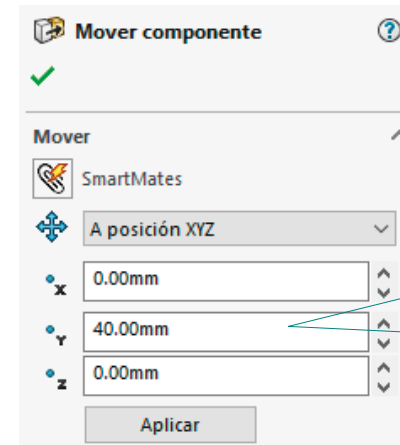 Mover componente
Mover
SmartMates
A posición XYZ
X 0.00mm
Y 40.00mm
Z 0.00mm
Aplicar